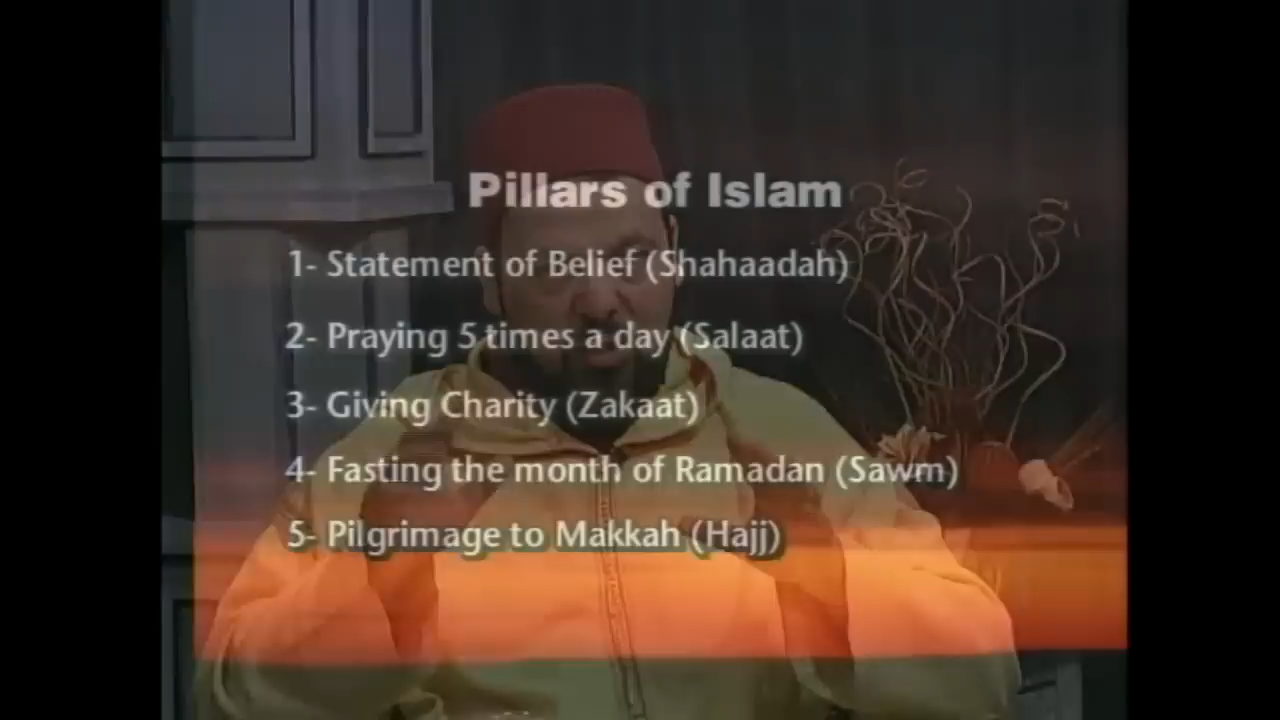 Pillars of Islam
1- Statement of Belief (Shahaadah)
2- Praying 5 times a day (Salaat)
3- Giving Charity (Zakaat)
4- Fasting the month of Ramadan (Sawm)
5- Pilgrimage to Makkah (Hajj)